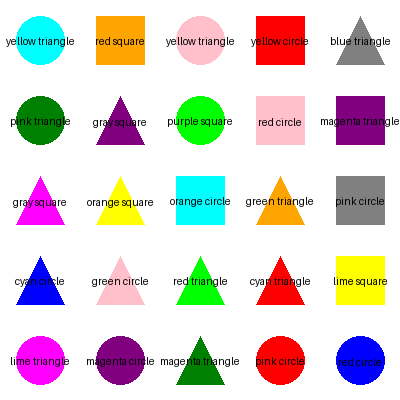 yellow triangle red square yellow triangle yellow circle blue triangle
pink triangle gray square purple square red circle magenta triangle
gray square orange square orange circle green triangle pink circle
cyan circle green circle red triangle cyan triangle lime square
lime triangle magenta circle magenta triangle pink circle red circle